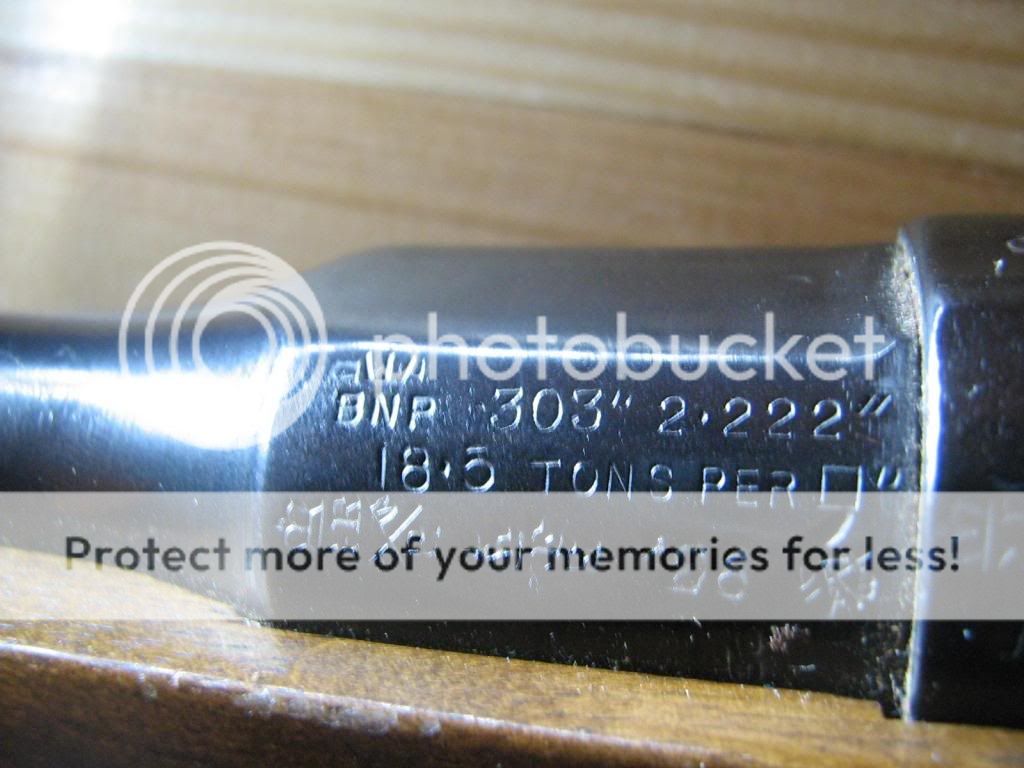 photobucket
BNP .303" 2.222"
18.5 TONS PER □"
Protect more of your memories for less!